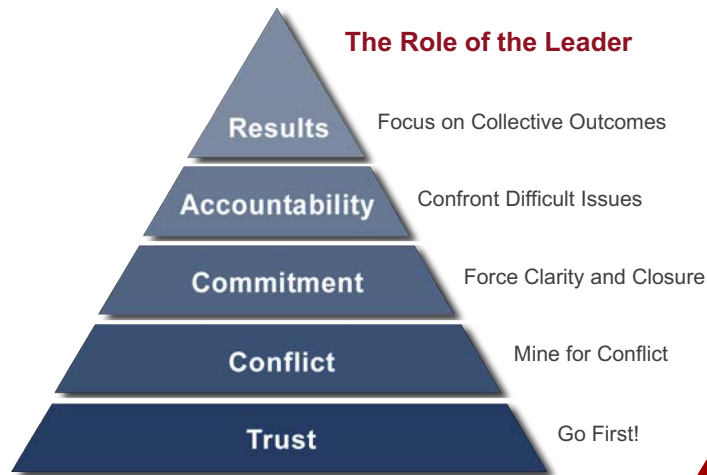 The Role of the Leader
Results
Focus on Collective Outcomes
Accountability
Confront Difficult Issues
Commitment
Force Clarity and Closure
Conflict
Mine for Conflict
Trust
Go First!